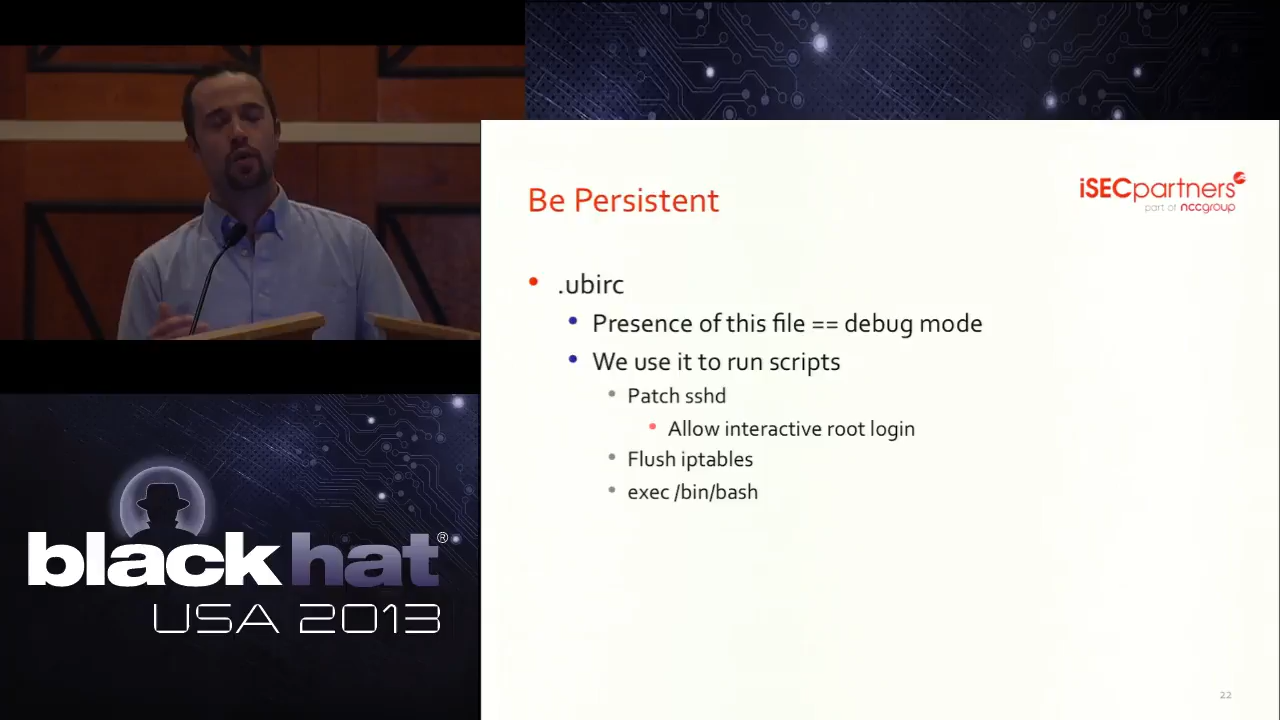 Be Persistent
iSECpartners
part of nccgroup
.ubirc
Presence of this file == debug mode
We use it to run scripts
Patch sshd
Allow interactive root login
Flush iptables
exec /bin/bash
22
black hat®
USA 2013